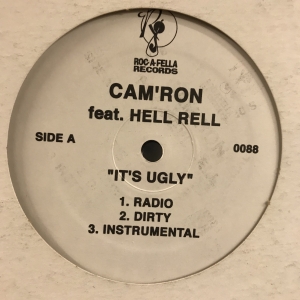 ROC-A-FELLA
RECORDS
CAM'RON
feat. HELL RELL
SIDE A
0088
"IT'S UGLY"
1. RADIO
2. DIRTY
3. INSTRUMENTAL